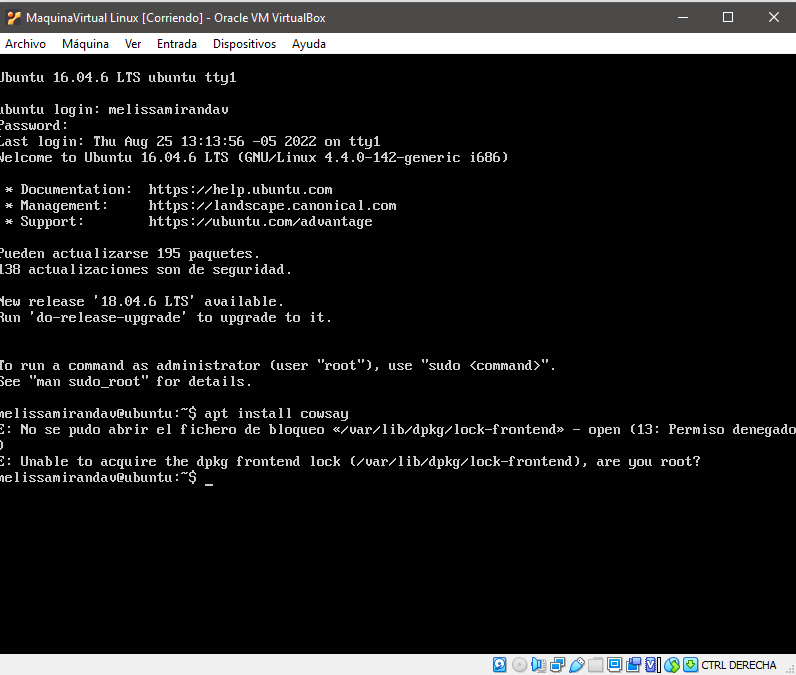 MaquinaVirtual Linux [Corriendo] - Oracle VM VirtualBox
Archivo Máquina Ver Entrada Dispositivos Ayuda
Ubuntu 16.04.6 LTS ubuntu tty1
ubuntu login: melissamirandav
Password:
Last login: Thu Aug 25 13:13:56 -05 2022 on tty1
Welcome to Ubuntu 16.04.6 LTS (GNU/Linux 4.4.0-142-generic i686)
* Documentation:  https://help.ubuntu.com
* Management:     https://landscape.canonical.com
* Support:        https://ubuntu.com/advantage
Pueden actualizarse 195 paquetes.
138 actualizaciones son de seguridad.
New release '18.04.6 LTS' available.
Run 'do-release-upgrade' to upgrade to it.
To run a command as administrator (user "root"), use "sudo <command>".
See "man sudo_root" for details.
melissamirandav@ubuntu:~$ apt install cowsay
E: No se pudo abrir el fichero de bloqueo «/var/lib/dpkg/lock-frontend» - open (13: Permiso denegado
)
E: Unable to acquire the dpkg frontend lock (/var/lib/dpkg/lock-frontend), are you root?
melissamirandav@ubuntu:~$ _
CTRL DERECHA